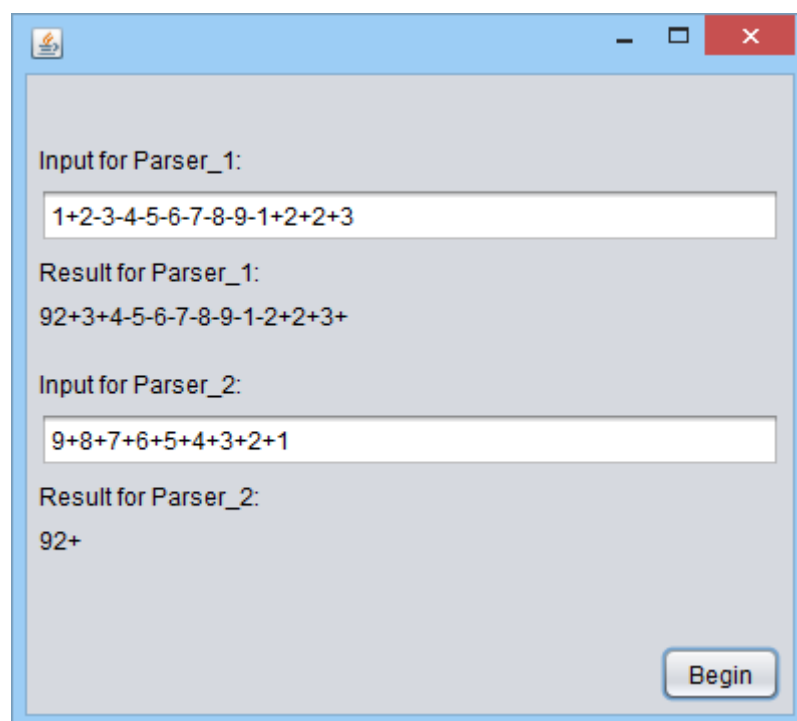 Input for Parser_1:
1+2-3-4-5-6-7-8-9-1+2+2+3
Result for Parser_1:
92+3+4-5-6-7-8-9-1-2+2+3+
Input for Parser_2:
9+8+7+6+5+4+3+2+1
Result for Parser_2:
92+
Begin